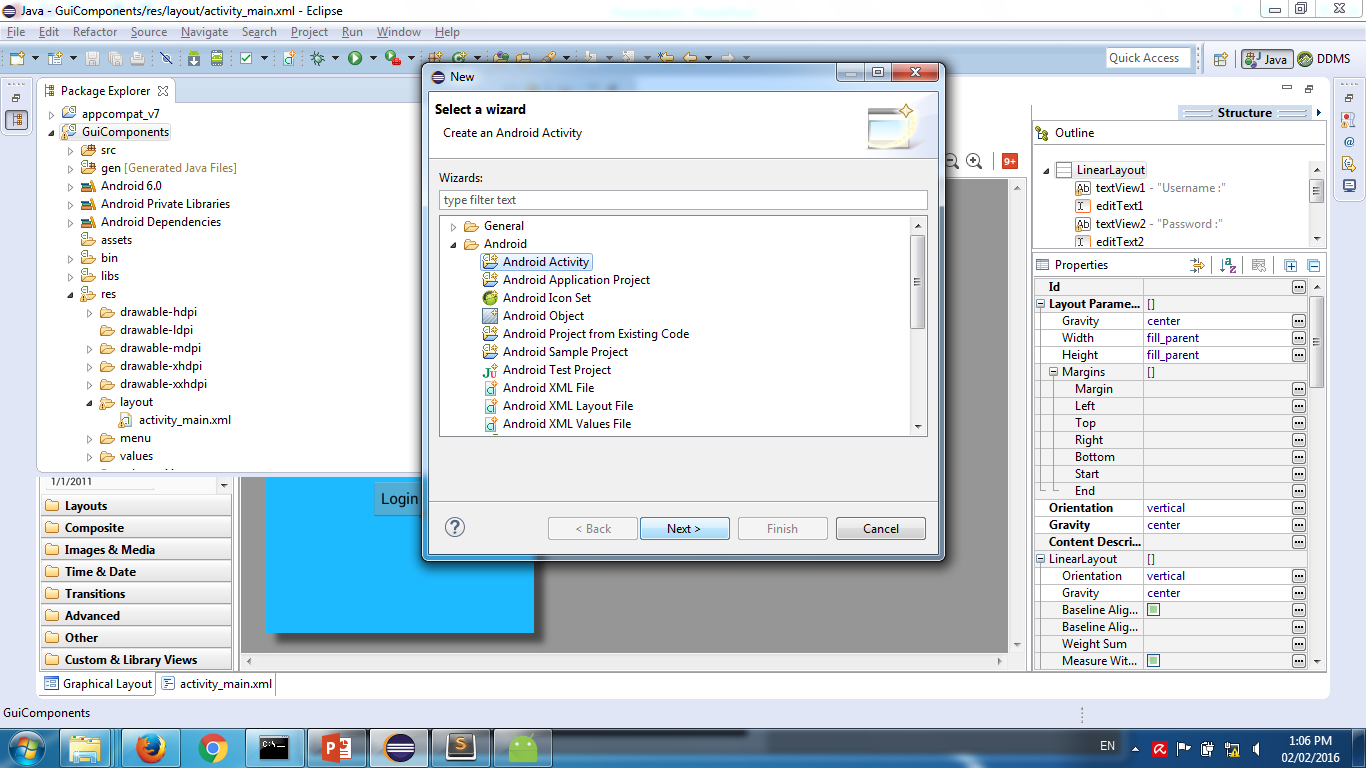 Java - GuiComponents/res/layout/activity_main.xml - Eclipse
File Edit Refactor Source Navigate Search Project Run Window Help
Quick Access
Java
DDMS
Package Explorer
appcompat_v7
GuiComponents
src
gen [Generated Java Files]
Android 6.0
Android Private Libraries
Android Dependencies
assets
bin
libs
res
drawable-hdpi
drawable-ldpi
drawable-mdpi
drawable-xhdpi
drawable-xxhdpi
layout
activity_main.xml
menu
values
1/1/2011
Layouts
Composite
Images & Media
Time & Date
Transitions
Advanced
Other
Custom & Library Views
Graphical Layout
activity_main.xml
GuiComponents
Login
New
Select a wizard
Create an Android Activity
Wizards:
type filter text
General
Android
Android Activity
Android Application Project
Android Icon Set
Android Object
Android Project from Existing Code
Android Sample Project
Android Test Project
Android XML File
Android XML Layout File
Android XML Values File
< Back
Next >
Finish
Cancel
9+
Structure
Outline
LinearLayout
textView1 - "Username :"
editText1
textView2 - "Password :"
editText2
Properties
Id
Layout Parame... []
Gravity center
Width fill_parent
Height fill_parent
Margins []
Margin
Left
Top
Right
Bottom
Start
End
Orientation vertical
Gravity center
Content Descri...
LinearLayout []
Orientation vertical
Gravity center
Baseline Alig...
Baseline Alig...
Weight Sum
Measure Wit...
EN
1:06 PM
02/02/2016